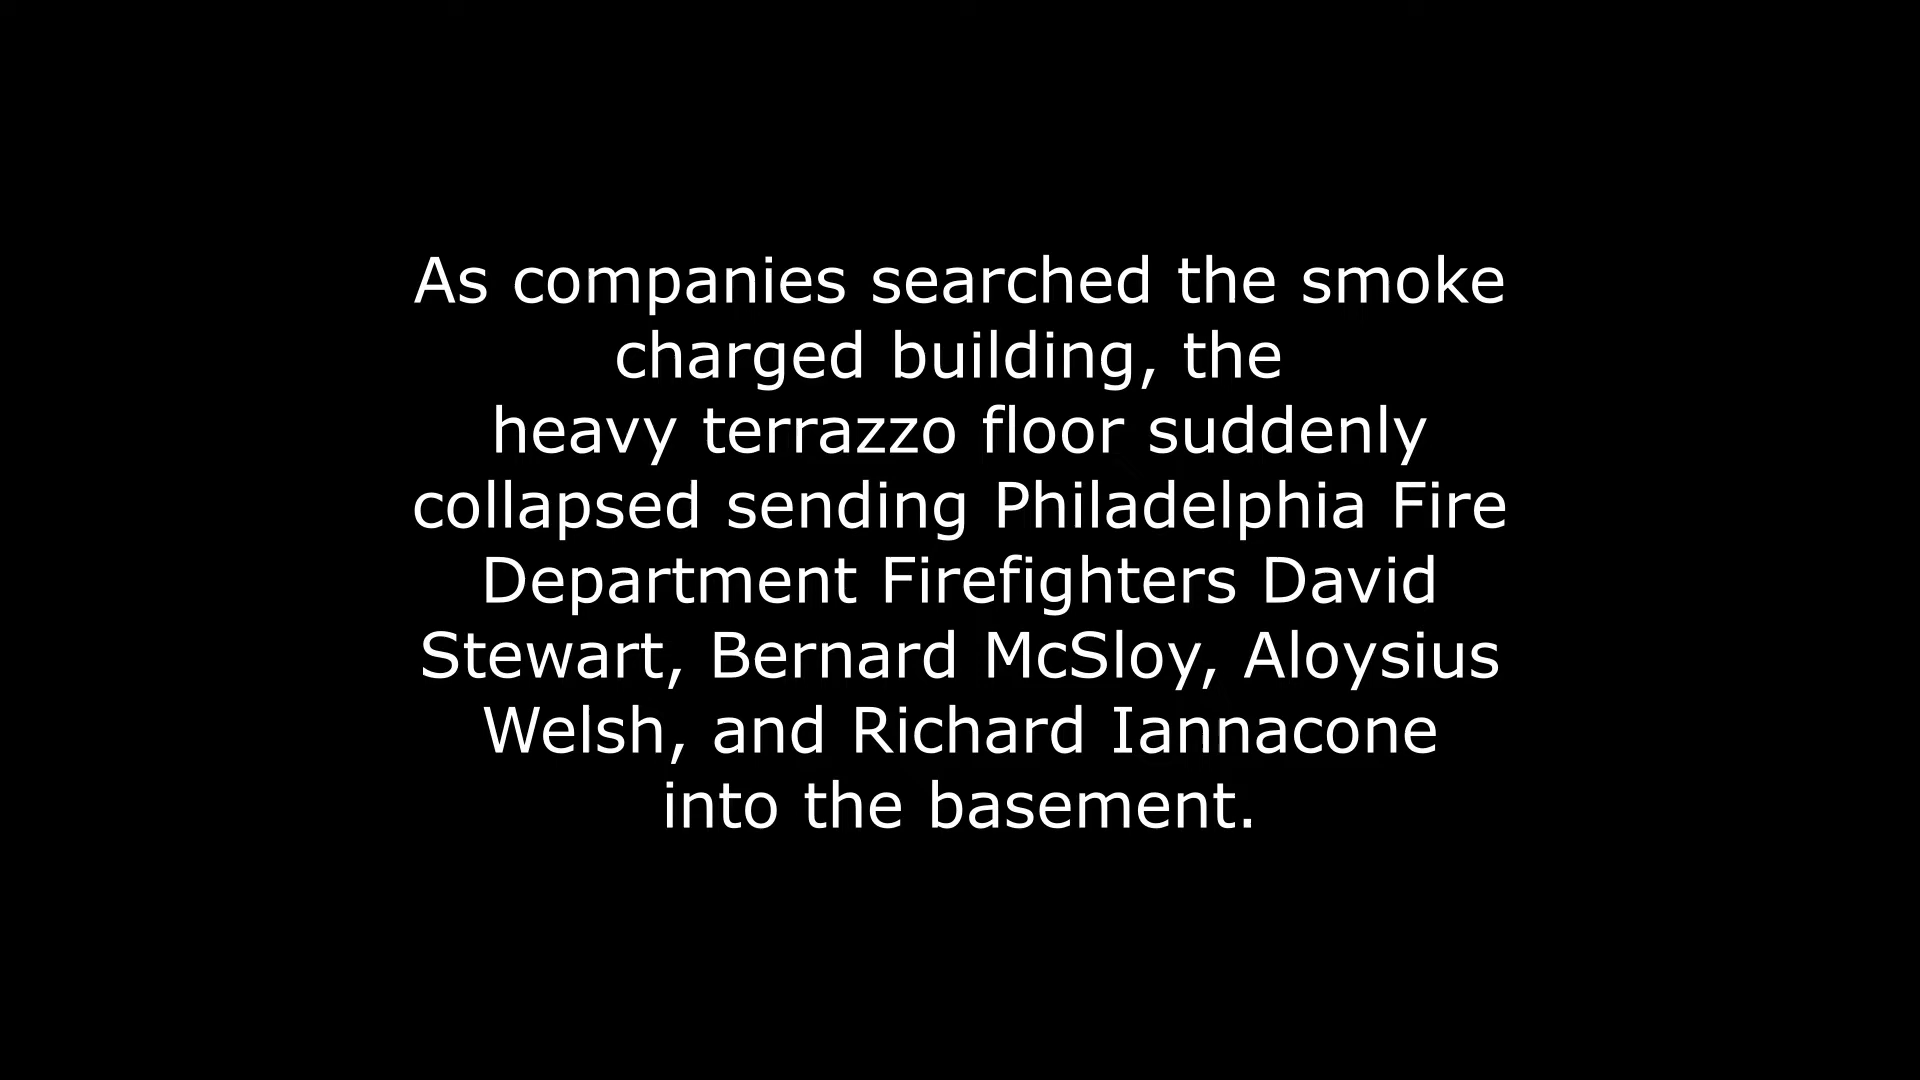 As companies searched the smoke
charged building, the
heavy terrazzo floor suddenly
collapsed sending Philadelphia Fire
Department Firefighters David
Stewart, Bernard McSloy, Aloysius
Welsh, and Richard Iannacone
into the basement.